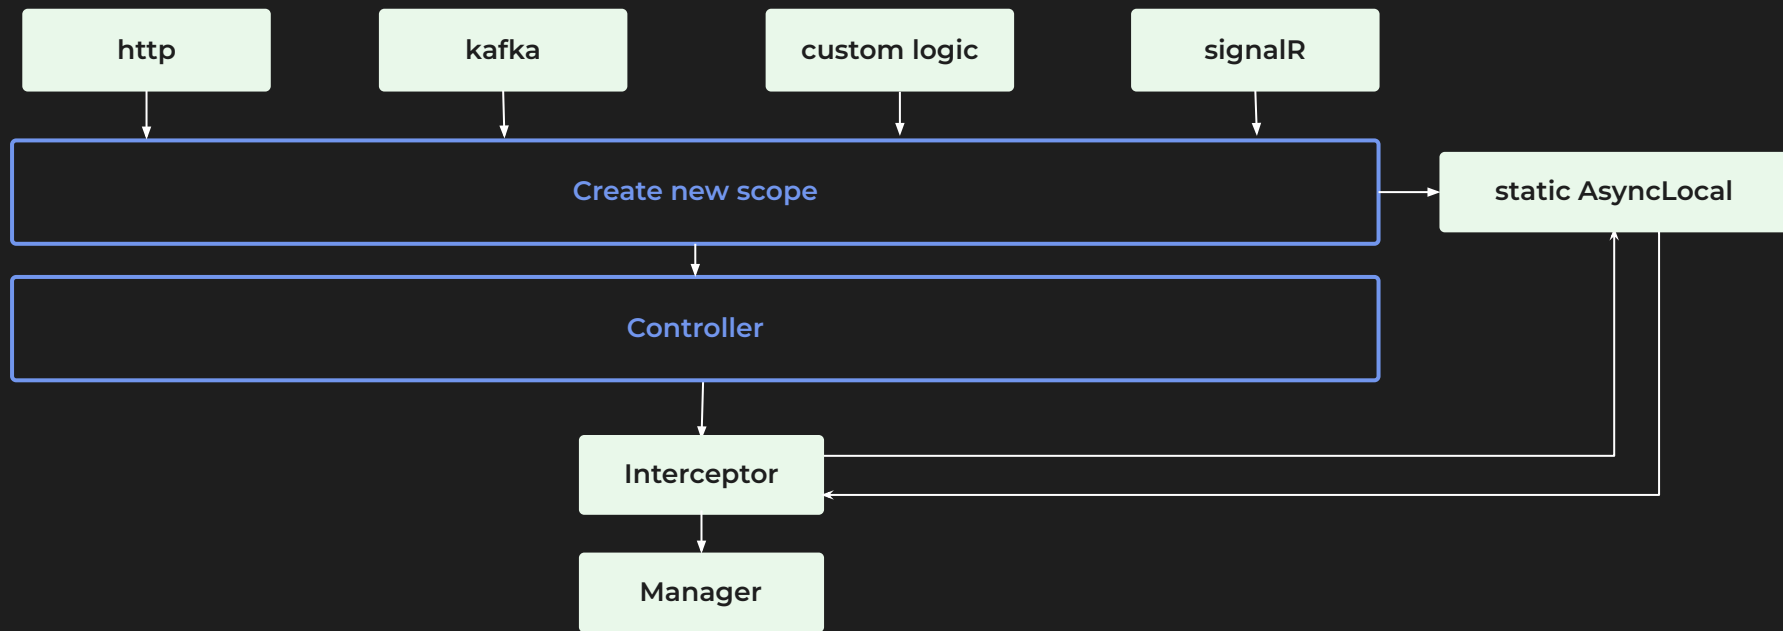 http
kafka
custom logic
signalR
Create new scope
static AsyncLocal
Controller
Interceptor
Manager